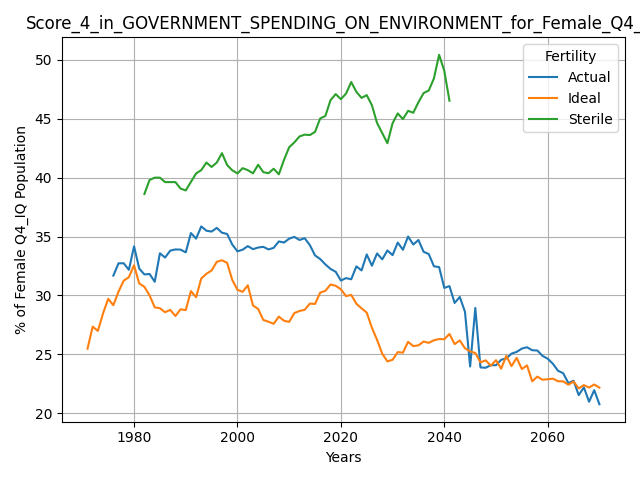 Score_4_in_GOVERNMENT_SPENDING_ON_ENVIRONMENT_for_Female_Q4_
Fertility
Actual
Ideal
Sterile
% of Female Q4_IQ Population
50
45
40
35
30
25
20
1980
2000
2020
2040
2060
Years